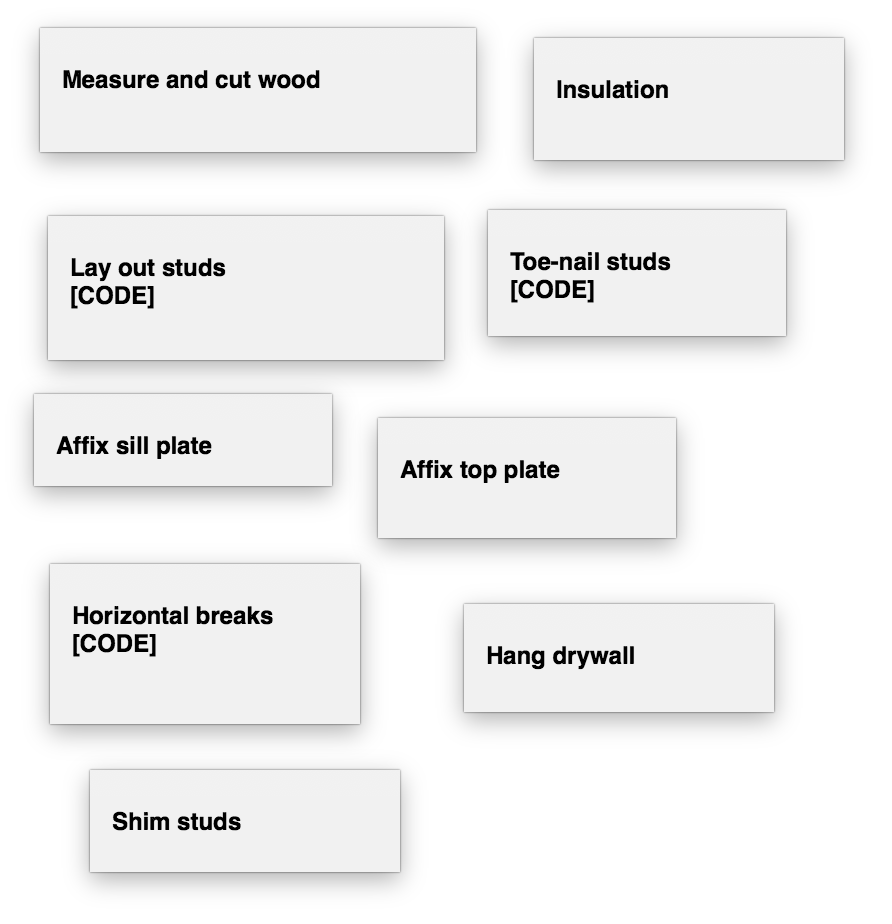 Measure and cut wood
Insulation
Lay out studs
[CODE]
Toe-nail studs
[CODE]
Affix sill plate
Affix top plate
Horizontal breaks
[CODE]
Hang drywall
Shim studs